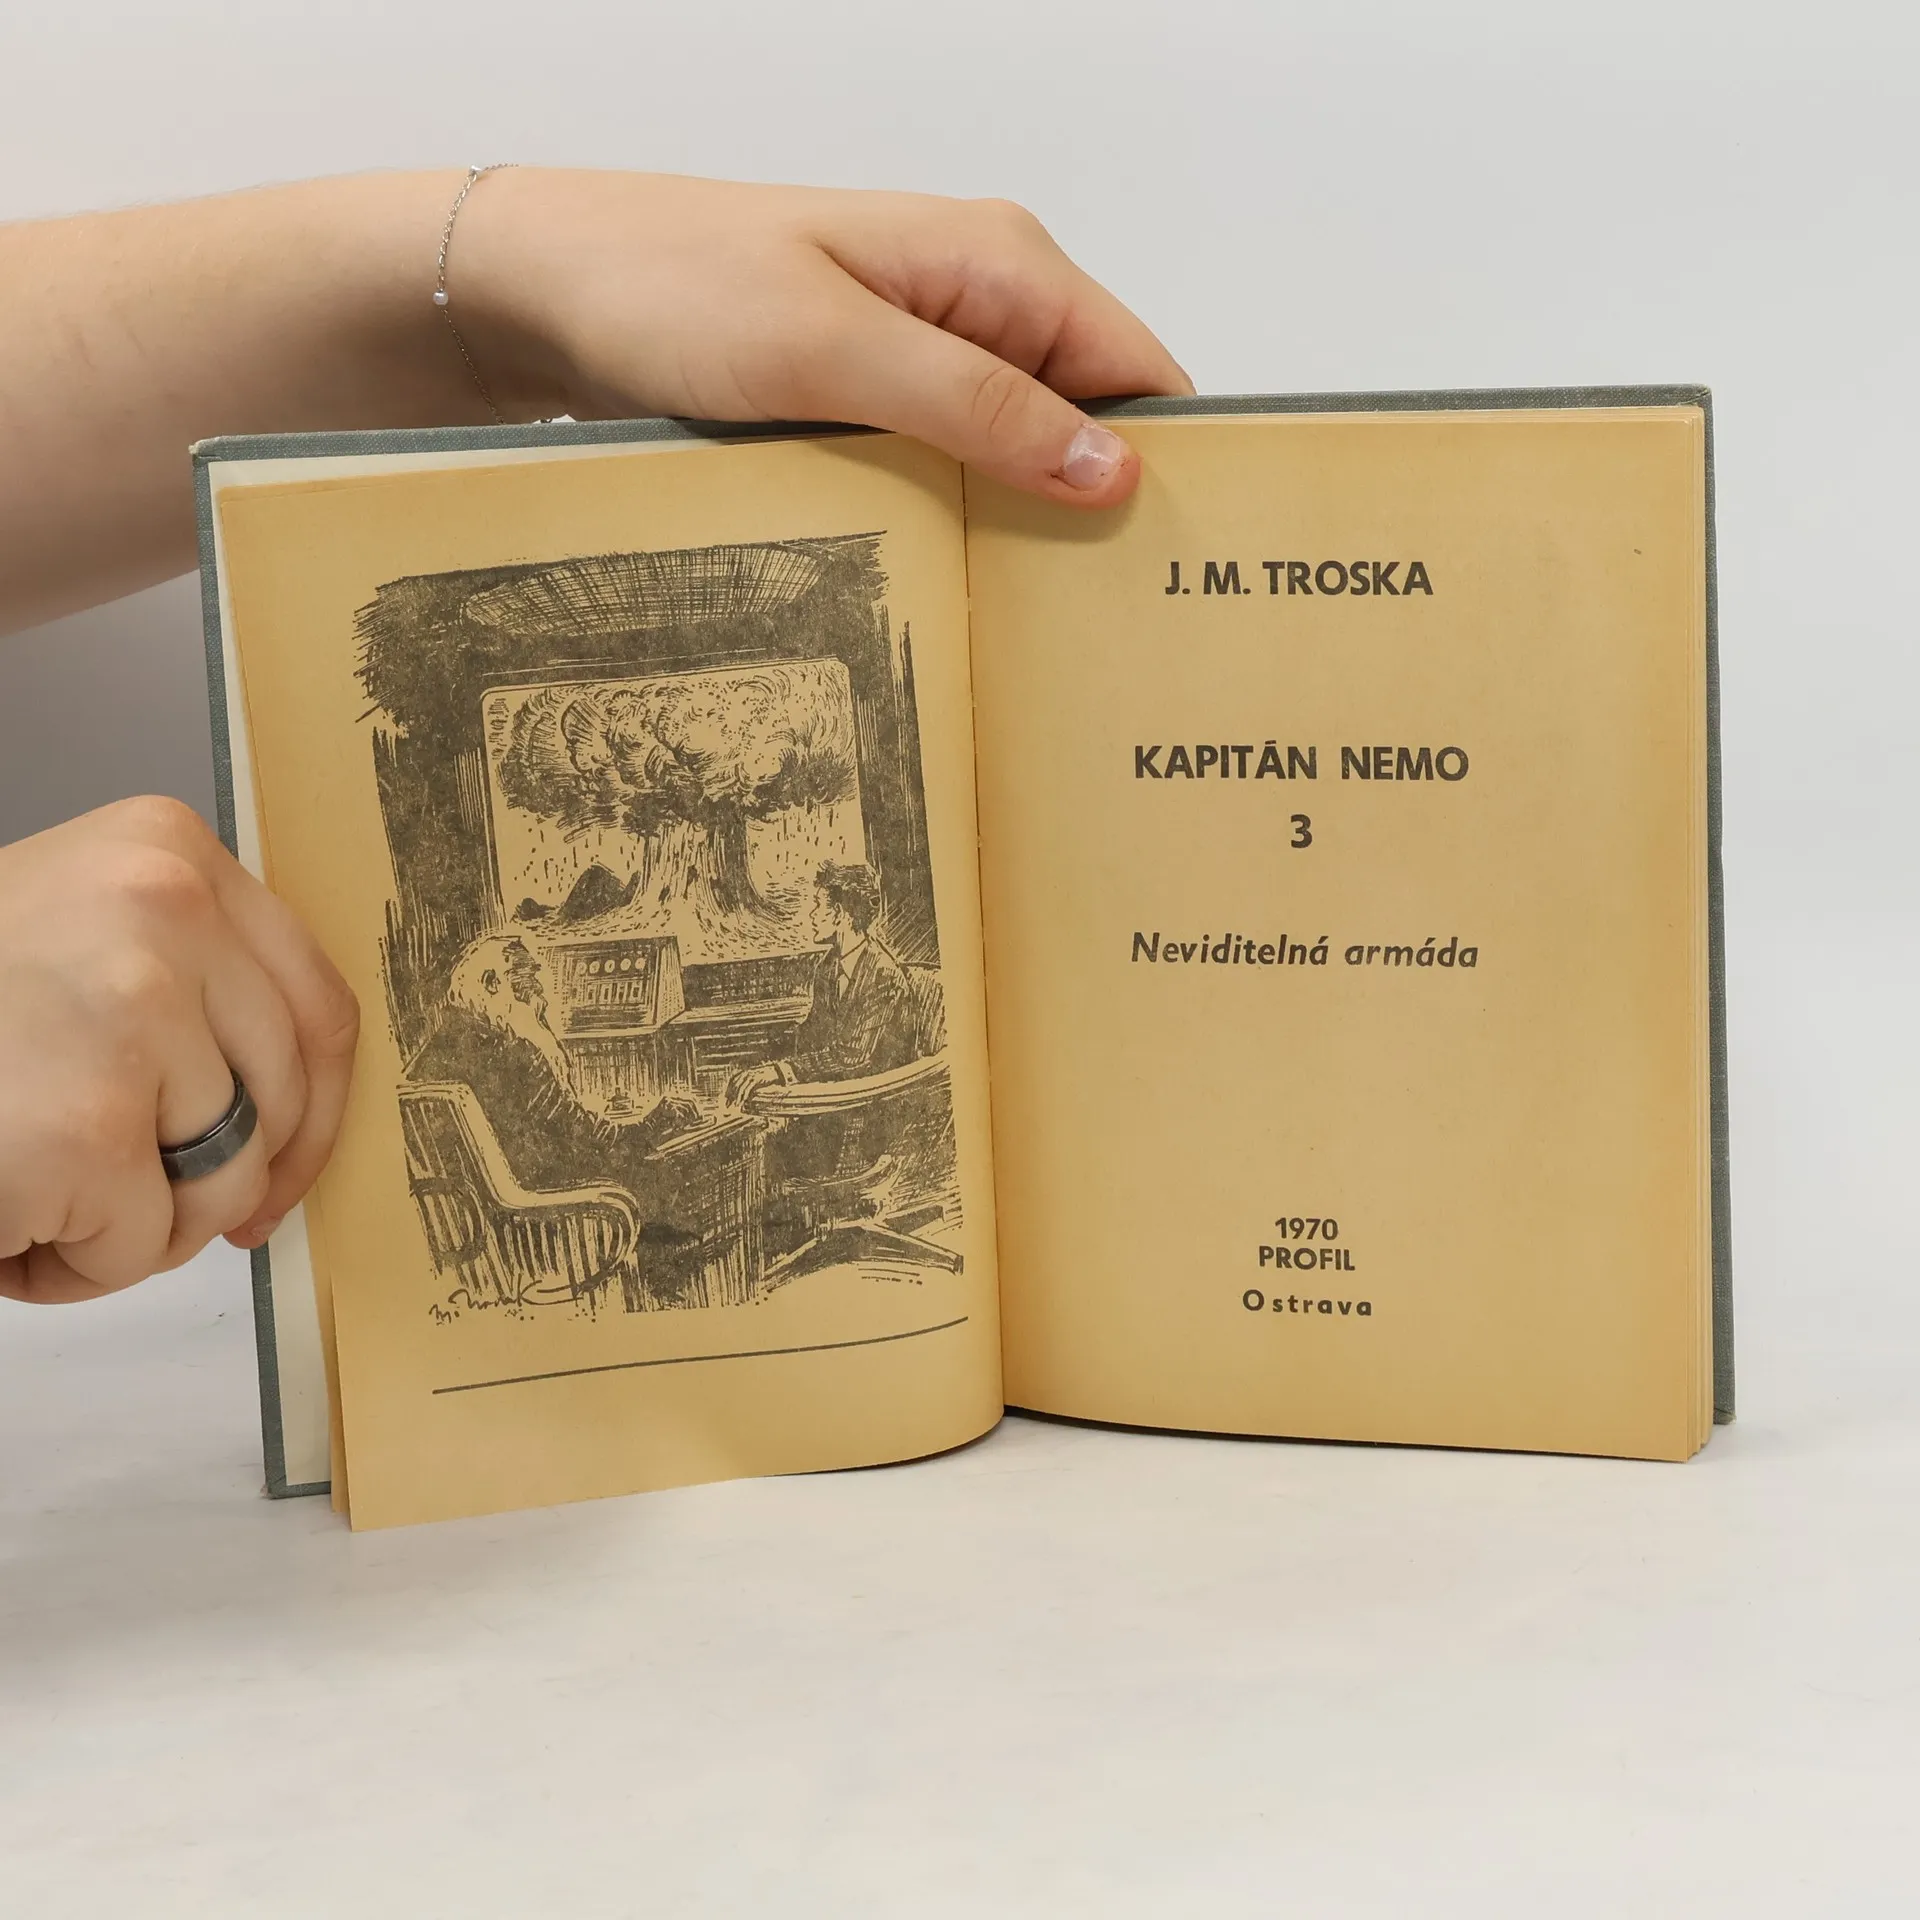 J. M. TROSKA
KAPITÁN NEMO
3
Neviditelná armáda
1970
PROFIL
Ostrava